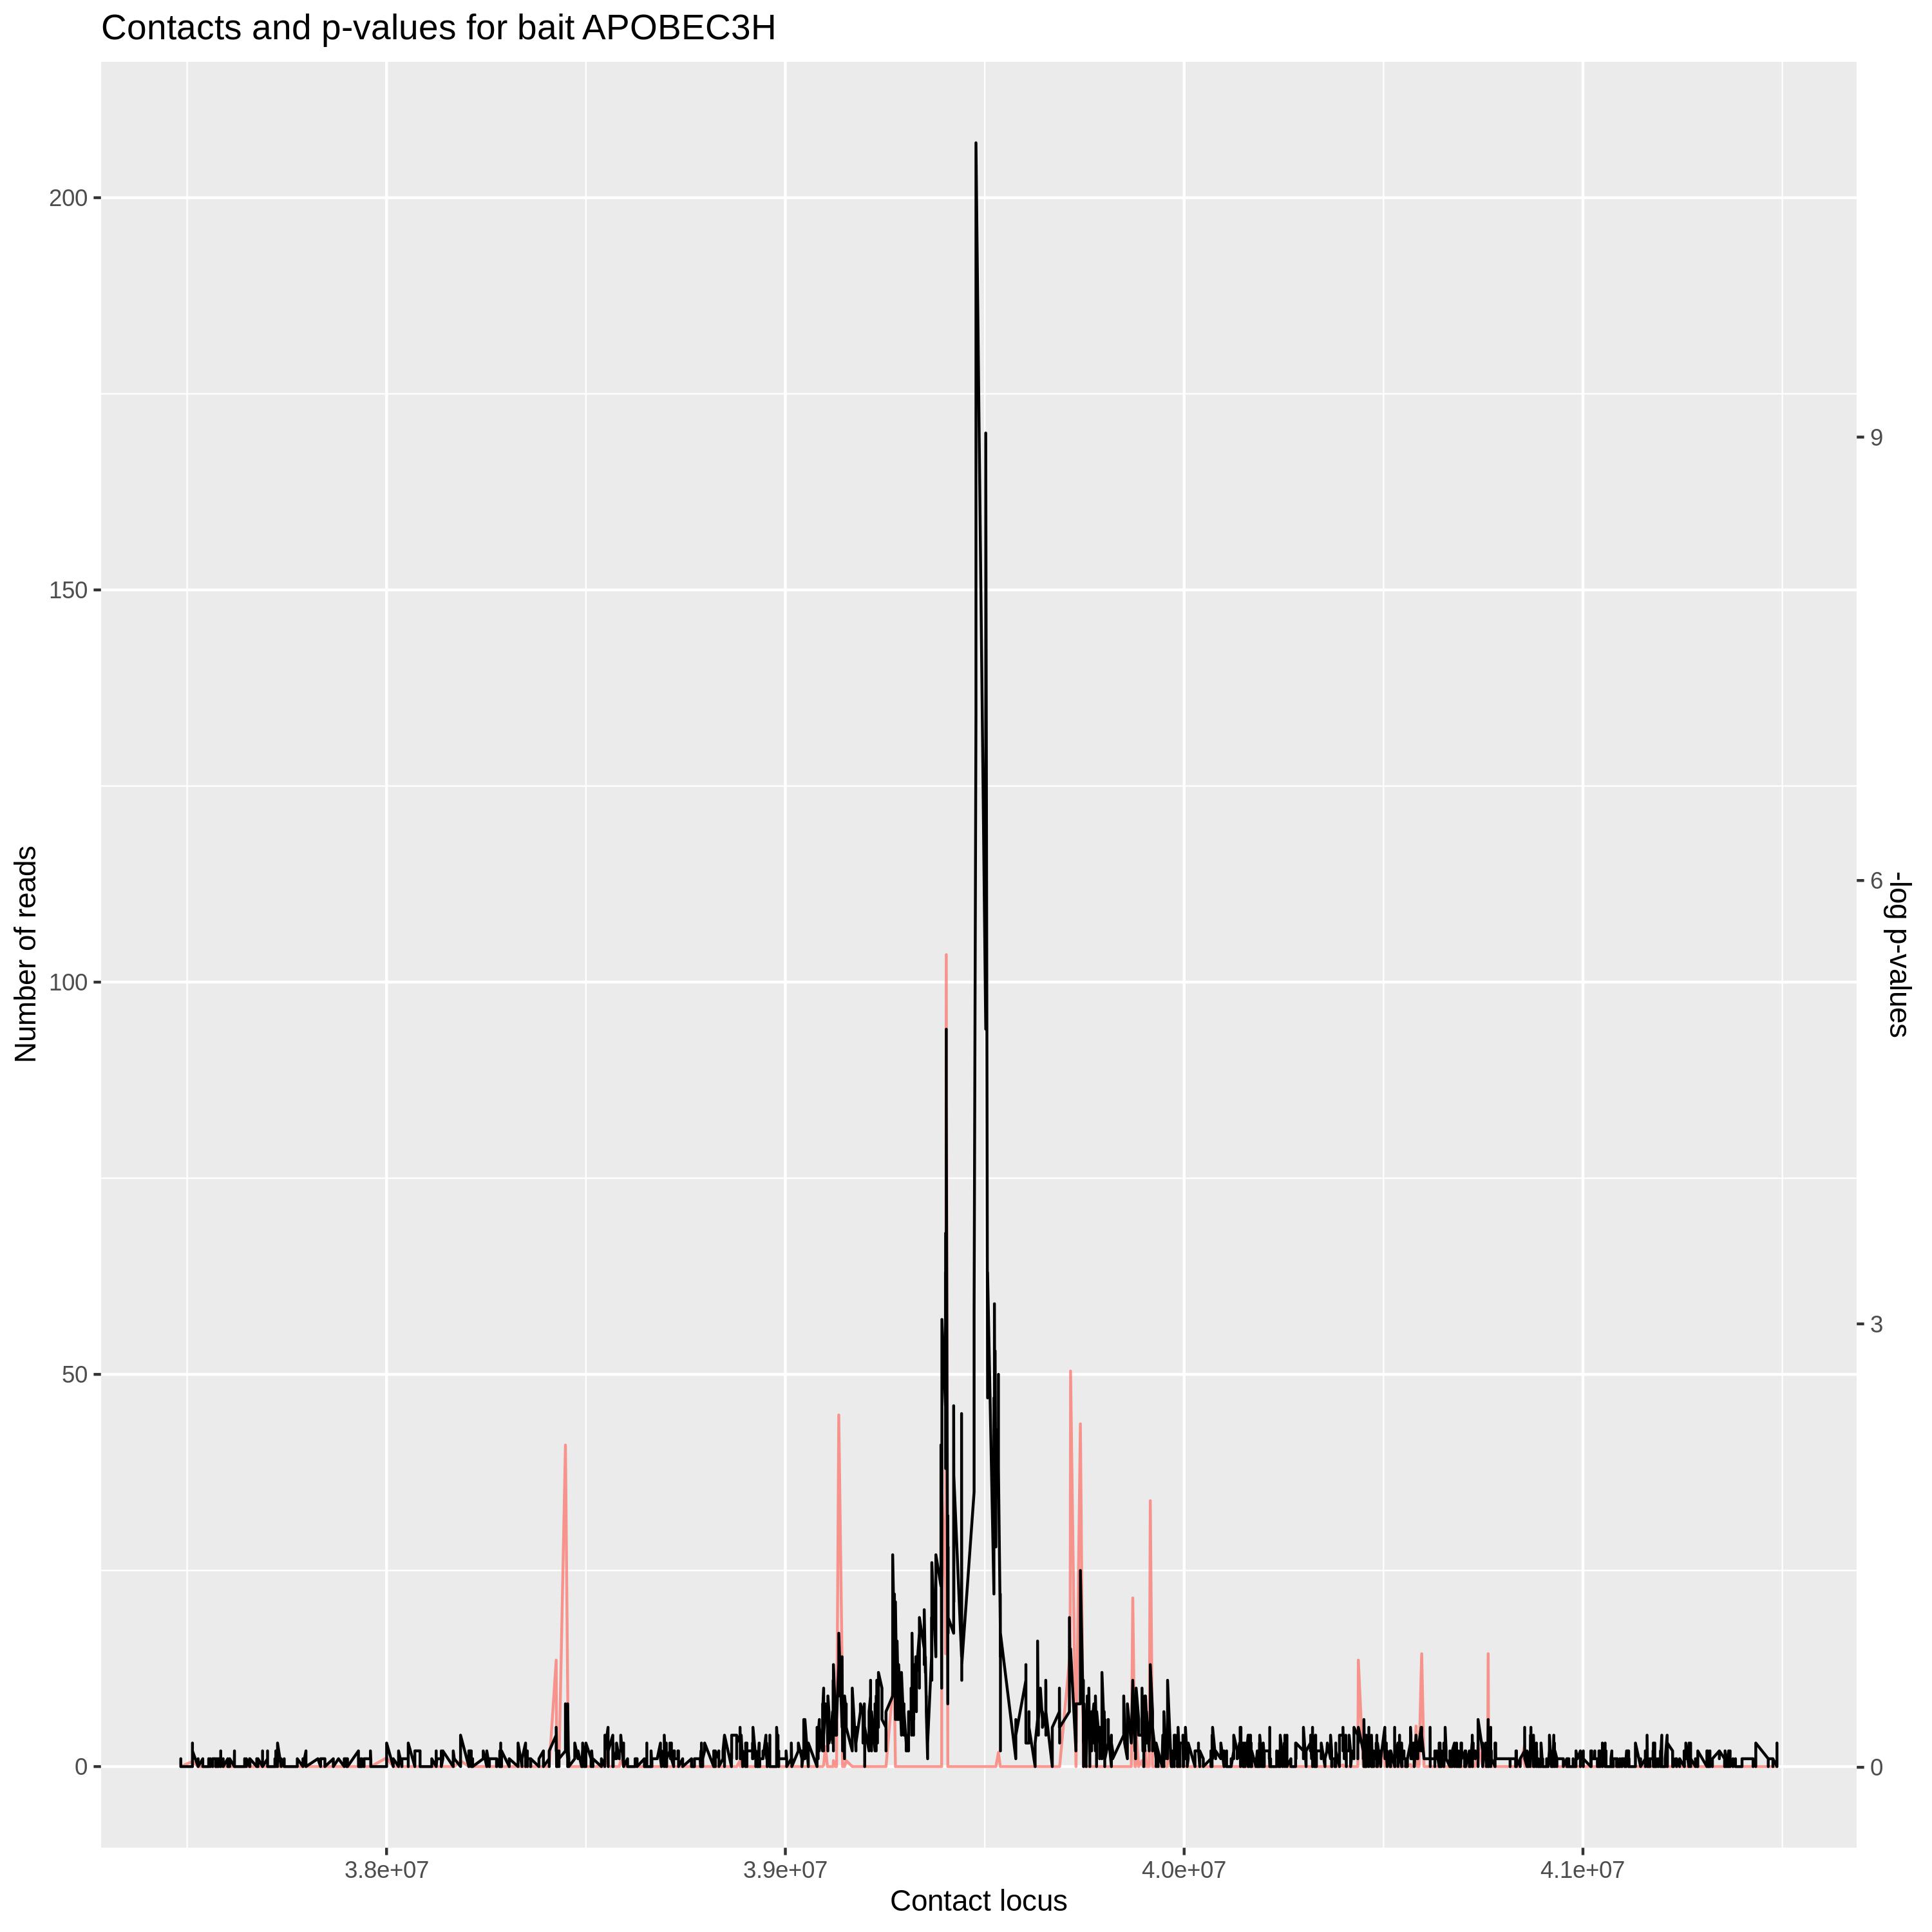 Contacts and p-values for bait APOBEC3H
200
150
100
50
0
Number of reads
9
6
3
0
-log p-values
3.8e+07
3.9e+07
4.0e+07
4.1e+07
Contact locus